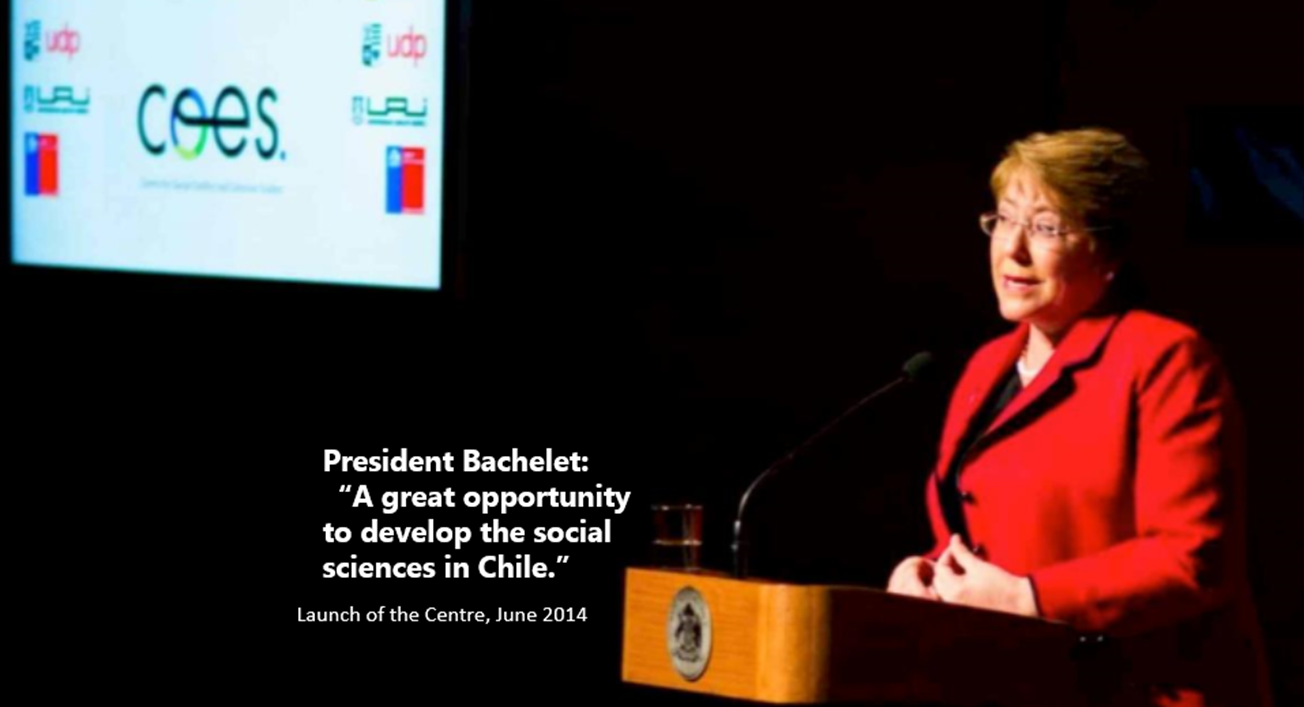 udp
udp
coes.
President Bachelet:
“A great opportunity
to develop the social
sciences in Chile.”
Launch of the Centre, June 2014